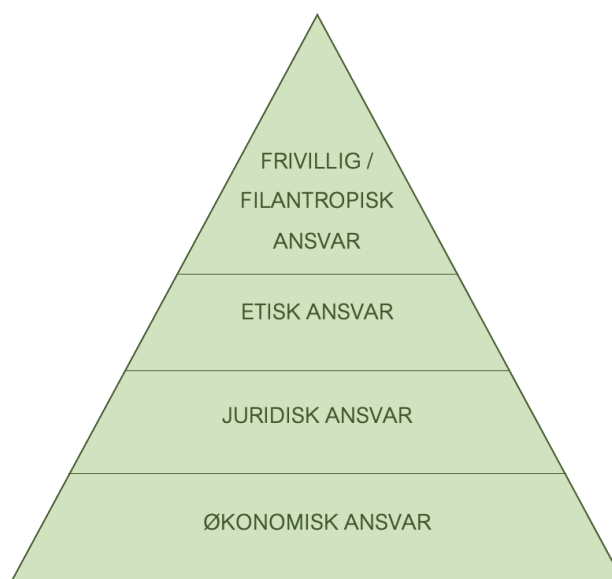 FRIVILLIG /
FILANTROPISK
ANSVAR
ETISK ANSVAR
JURIDISK ANSVAR
ØKONOMISK ANSVAR